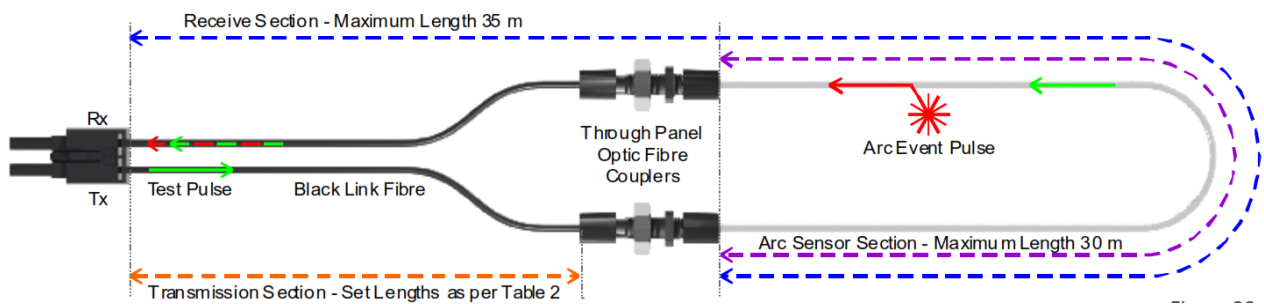 Receive Section - Maximum Length 35 m
Rx
Through Panel
Optic Fibre
Couplers
Arc Event Pulse
Tx
Test Pulse
Black Link Fibre
Arc Sensor Section - Maximum Length 30 m
Transmission Section - Set Lengths as per Table 2